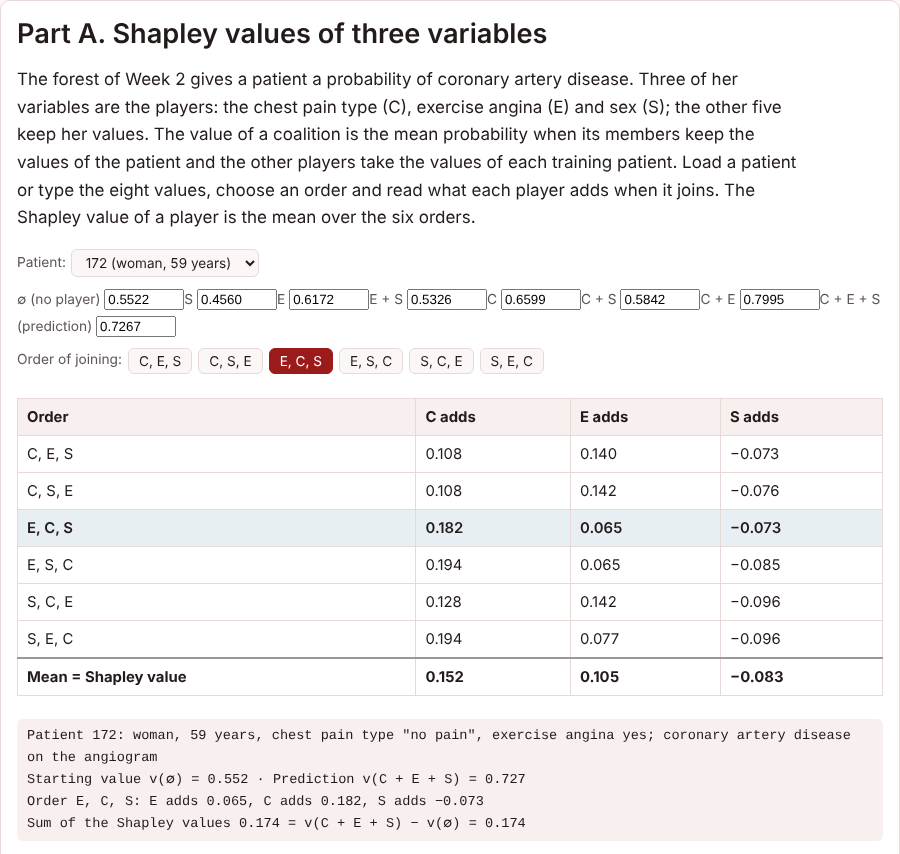 Part A. Shapley values of three variables
The forest of Week 2 gives a patient a probability of coronary artery disease. Three of her
variables are the players: the chest pain type (C), exercise angina (E) and sex (S); the other five
keep her values. The value of a coalition is the mean probability when its members keep the
values of the patient and the other players take the values of each training patient. Load a patient
or type the eight values, choose an order and read what each player adds when it joins. The
Shapley value of a player is the mean over the six orders.
Patient: 172 (woman, 59 years)
∅ (no player) 0.5522 S 0.4560 E 0.6172 E + S 0.5326 C 0.6599 C + S 0.5842 C + E 0.7995 C + E + S
(prediction) 0.7267
Order of joining: C, E, S C, S, E E, C, S E, S, C S, C, E S, E, C
Order C adds E adds S adds
C, E, S 0.108 0.140 −0.073
C, S, E 0.108 0.142 −0.076
E, C, S 0.182 0.065 −0.073
E, S, C 0.194 0.065 −0.085
S, C, E 0.128 0.142 −0.096
S, E, C 0.194 0.077 −0.096
Mean = Shapley value 0.152 0.105 −0.083
Patient 172: woman, 59 years, chest pain type "no pain", exercise angina yes; coronary artery disease
on the angiogram
Starting value v(∅) = 0.552 · Prediction v(C + E + S) = 0.727
Order E, C, S: E adds 0.065, C adds 0.182, S adds −0.073
Sum of the Shapley values 0.174 = v(C + E + S) − v(∅) = 0.174